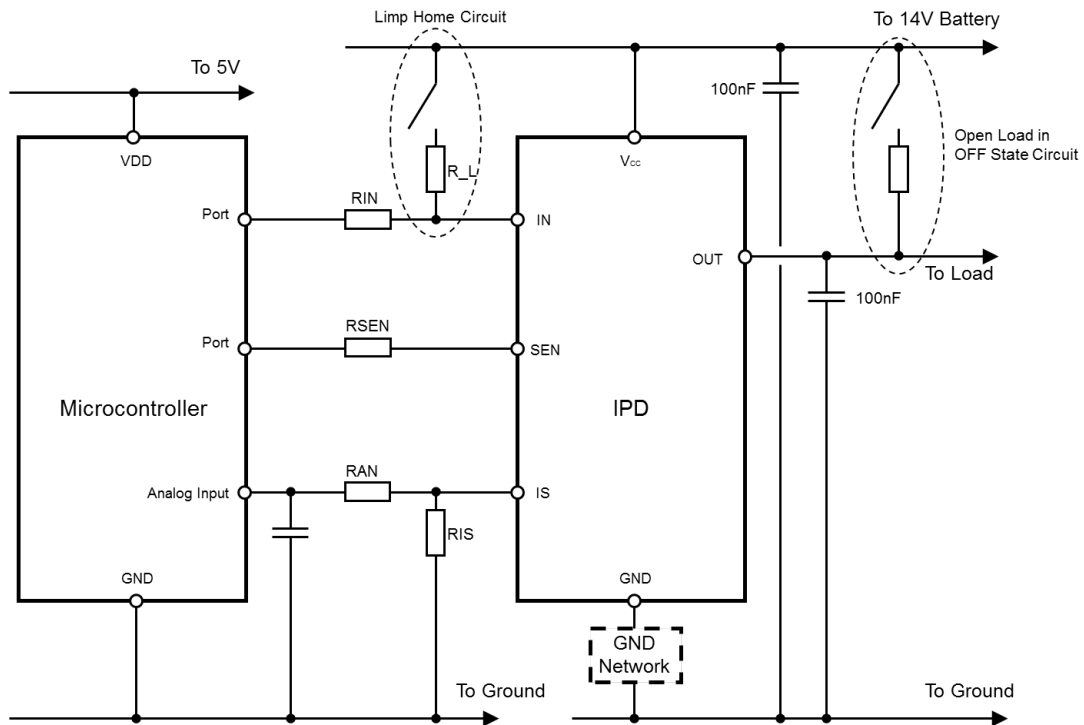 Limp Home Circuit
To 14V Battery
To 5V
100nF
VDD
Vcc
Open Load in
OFF State Circuit
R_L
Port
RIN
IN
OUT
To Load
100nF
Port
RSEN
SEN
Microcontroller
IPD
RAN
Analog Input
IS
RIS
GND
GND
GND
Network
To Ground
To Ground